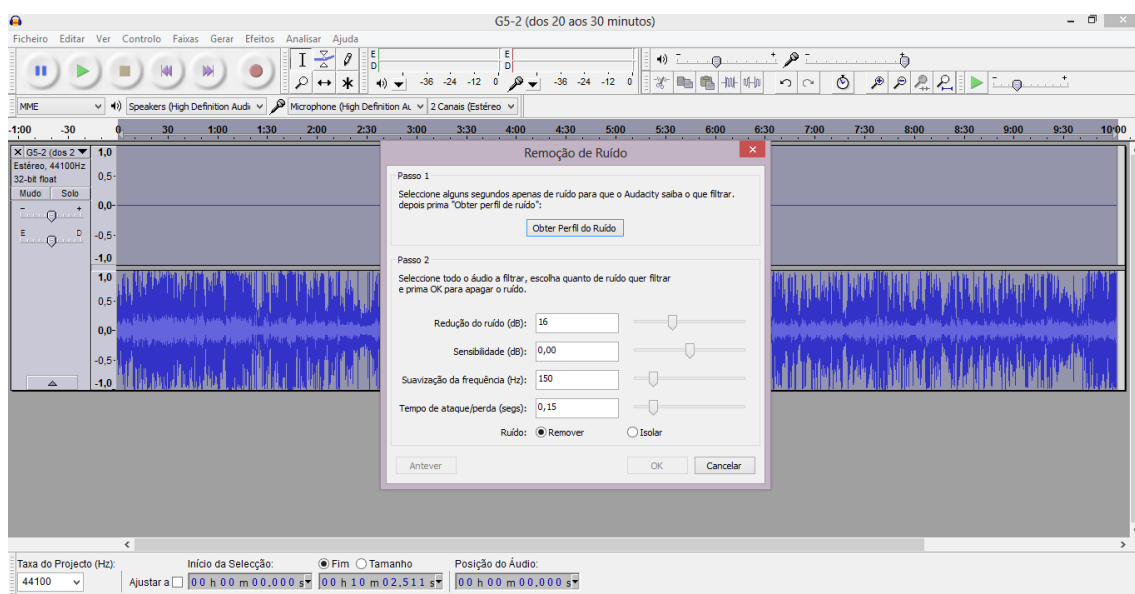 G5-2 (dos 20 aos 30 minutos)
Ficheiro Editar Ver Controlo Faixas Gerar Efeitos Analisar Ajuda
E D -36 -24 -12 0 E D -36 -24 -12 0
MME Speakers (High Definition Audi Microphone (High Definition Au 2 Canais (Estéreo
-1:00 -30 0 30 1:00 1:30 2:00 2:30 3:00 3:30 4:00 4:30 5:00 5:30 6:00 6:30 7:00 7:30 8:00 8:30 9:00 9:30 10:00
G5-2 (dos 2
Estéreo, 44100Hz
32-bit float
Mudo Solo
- +
E D
1,0
0,5
0,0
-0,5
-1,0
1,0
0,5
0,0
-0,5
-1,0
Remoção de Ruído
Passo 1
Seleccione alguns segundos apenas de ruído para que o Audacity saiba o que filtrar.
depois prima "Obter perfil de ruído":
Obter Perfil do Ruído
Passo 2
Seleccione todo o áudio a filtrar, escolha quanto de ruído quer filtrar
e prima OK para apagar o ruído.
Redução do ruído (dB): 16
Sensibilidade (dB): 0,00
Suavização da frequência (Hz): 150
Tempo de ataque/perda (segs): 0,15
Ruído: Remover Isolar
Antever OK Cancelar
Taxa do Projecto (Hz): Início da Selecção: Fim Tamanho Posição do Áudio:
44100 Ajustar a 00 h 00 m 00,000 s 00 h 10 m 02,511 s 00 h 00 m 00,000 s